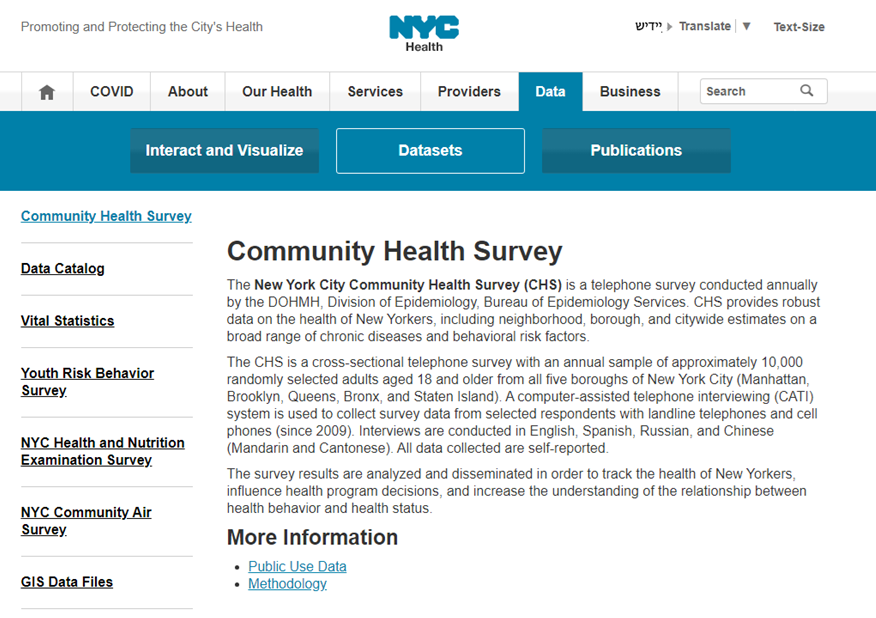 Promoting and Protecting the City's Health
NYC
Health
ייִדיש
Translate
▼
Text-Size
COVID
About
Our Health
Services
Providers
Data
Business
Search
Interact and Visualize
Datasets
Publications
Community Health Survey
Data Catalog
Vital Statistics
Youth Risk Behavior
Survey
NYC Health and Nutrition
Examination Survey
NYC Community Air
Survey
GIS Data Files
Community Health Survey
The New York City Community Health Survey (CHS) is a telephone survey conducted annually
by the DOHMH, Division of Epidemiology, Bureau of Epidemiology Services. CHS provides robust
data on the health of New Yorkers, including neighborhood, borough, and citywide estimates on a
broad range of chronic diseases and behavioral risk factors.
The CHS is a cross-sectional telephone survey with an annual sample of approximately 10,000
randomly selected adults aged 18 and older from all five boroughs of New York City (Manhattan,
Brooklyn, Queens, Bronx, and Staten Island). A computer-assisted telephone interviewing (CATI)
system is used to collect survey data from selected respondents with landline telephones and cell
phones (since 2009). Interviews are conducted in English, Spanish, Russian, and Chinese
(Mandarin and Cantonese). All data collected are self-reported.
The survey results are analyzed and disseminated in order to track the health of New Yorkers,
influence health program decisions, and increase the understanding of the relationship between
health behavior and health status.
More Information
• Public Use Data
• Methodology